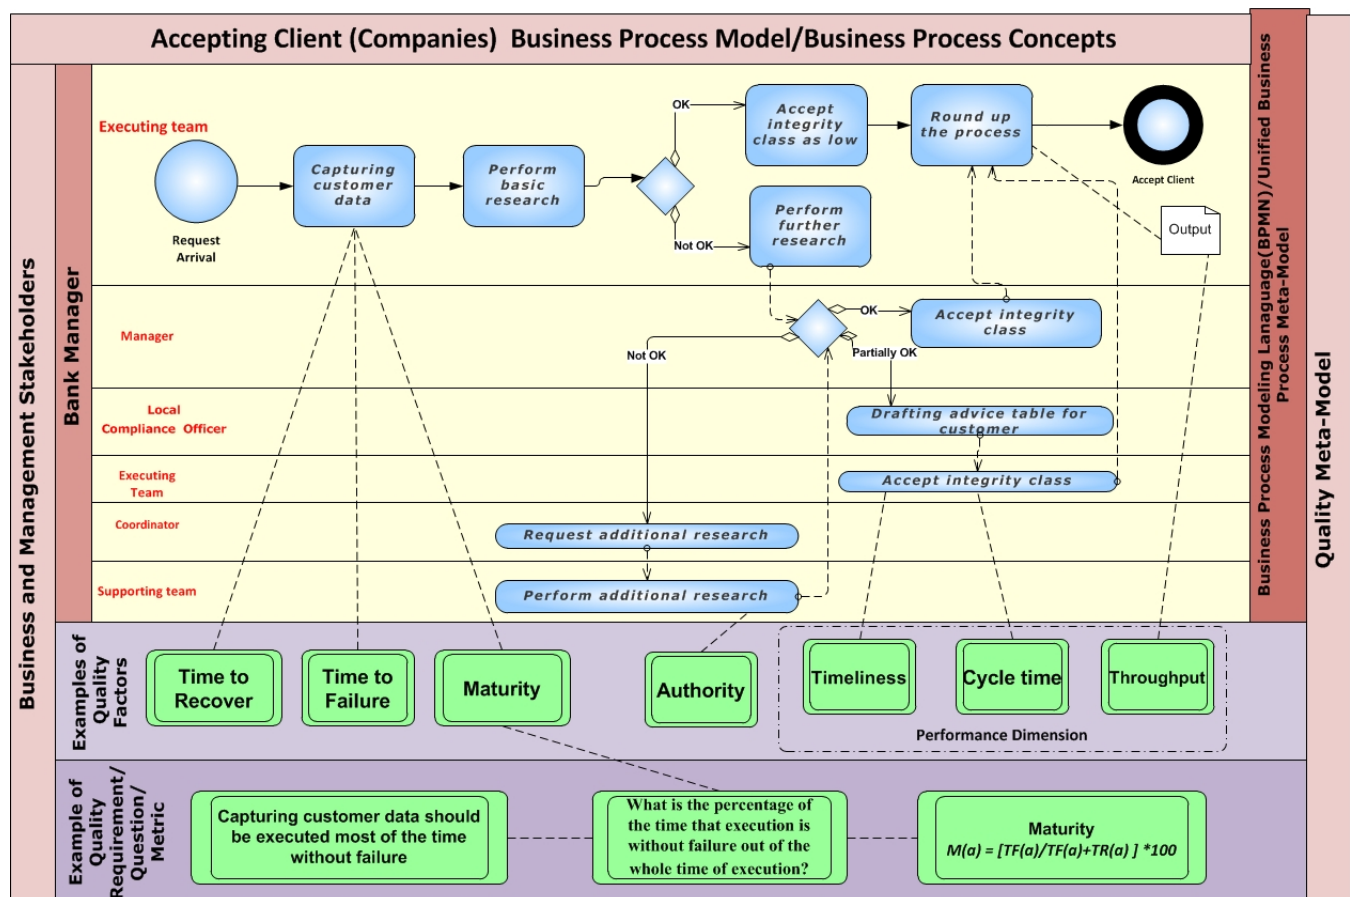 Accepting Client (Companies) Business Process Model/Business Process Concepts
Business and Management Stakeholders
Bank Manager
Business Process Modeling Lanaguage(BPMN)/Unified Business
Process Meta-Model
Quality Meta-Model
Executing team
Request
Arrival
Capturing
customer
data
Perform
basic
research
OK
Not OK
Accept
integrity
class as low
Perform
further
research
Round up
the process
Accept Client
Output
Manager
OK
Partially OK
Not OK
Accept integrity
class
Local
Compliance Officer
Drafting advice table for
customer
Executing
Team
Accept integrity class
Coordinator
Request additional research
Supporting team
Perform additional research
Examples of
Quality
Factors
Time to
Recover
Time to
Failure
Maturity
Authority
Timeliness
Cycle time
Throughput
Performance Dimension
Example of
Quality
Requirement/
Question/
Metric
Capturing customer data should
be executed most of the time
without failure
What is the percentage of
the time that execution is
without failure out of the
whole time of execution?
Maturity
M(a) = [TF(a)/TF(a)+TR(a) ] *100